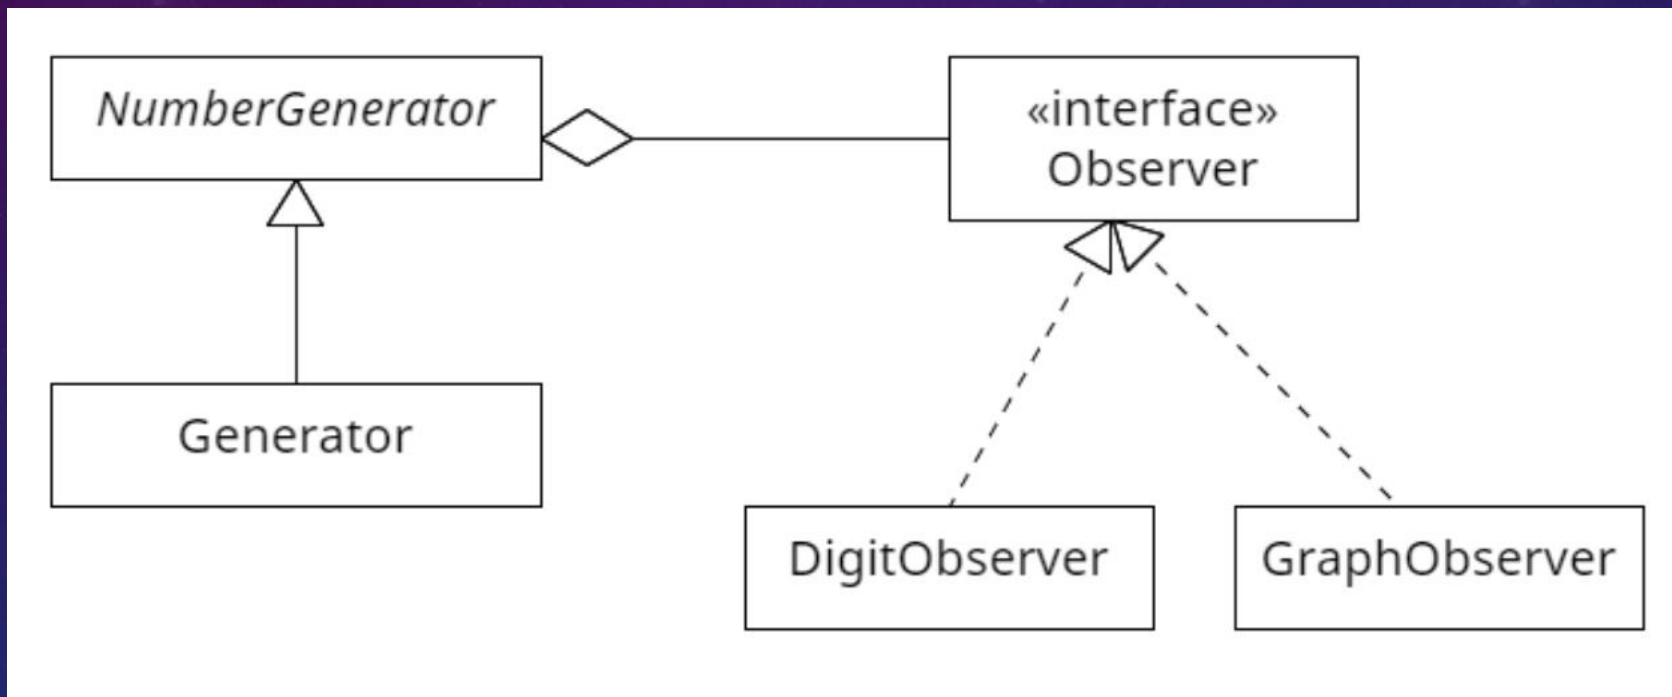 NumberGenerator
«interface»
Observer
Generator
DigitObserver
GraphObserver